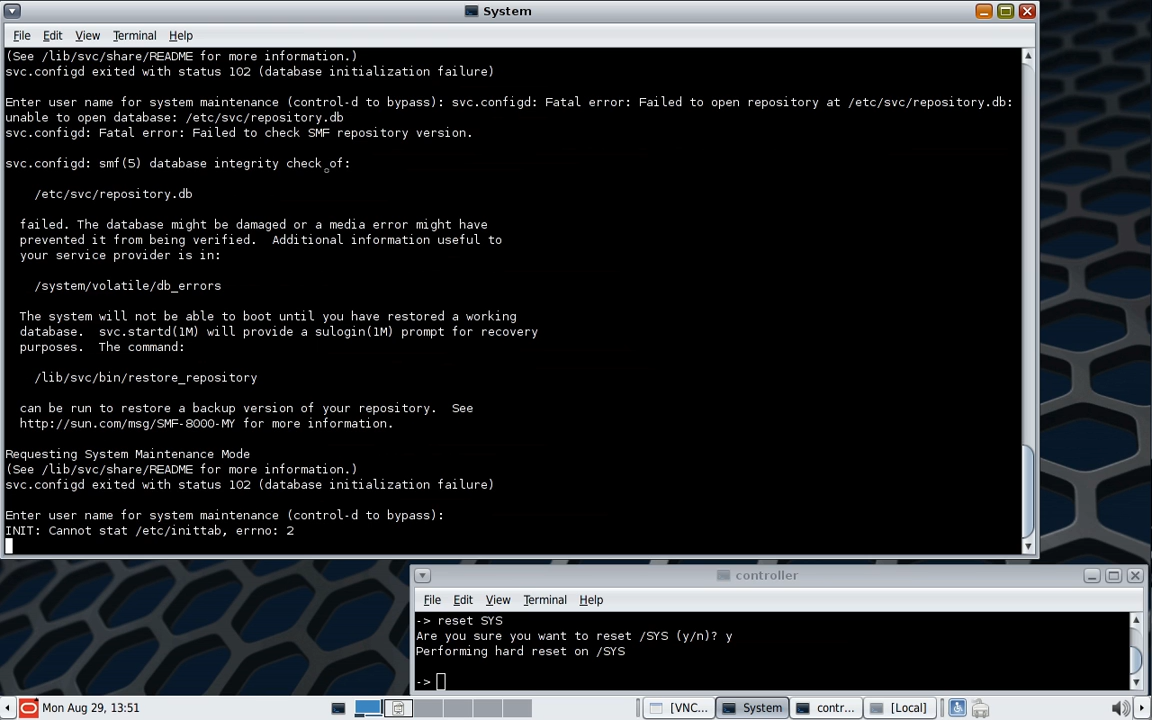 System
File Edit View Terminal Help
(See /lib/svc/share/README for more information.)
svc.configd exited with status 102 (database initialization failure)
Enter user name for system maintenance (control-d to bypass): svc.configd: Fatal error: Failed to open repository at /etc/svc/repository.db:
unable to open database: /etc/svc/repository.db
svc.configd: Fatal error: Failed to check SMF repository version.
svc.configd: smf(5) database integrity check of:
/etc/svc/repository.db
failed. The database might be damaged or a media error might have
prevented it from being verified.  Additional information useful to
your service provider is in:
/system/volatile/db_errors
The system will not be able to boot until you have restored a working
database.  svc.startd(1M) will provide a sulogin(1M) prompt for recovery
purposes.  The command:
/lib/svc/bin/restore_repository
can be run to restore a backup version of your repository.  See
http://sun.com/msg/SMF-8000-MY for more information.
Requesting System Maintenance Mode
(See /lib/svc/share/README for more information.)
svc.configd exited with status 102 (database initialization failure)
Enter user name for system maintenance (control-d to bypass):
INIT: Cannot stat /etc/inittab, errno: 2
controller
File Edit View Terminal Help
-> reset SYS
Are you sure you want to reset /SYS (y/n)? y
Performing hard reset on /SYS
->
Mon Aug 29, 13:51
[VNC...
System
contr...
[Local]